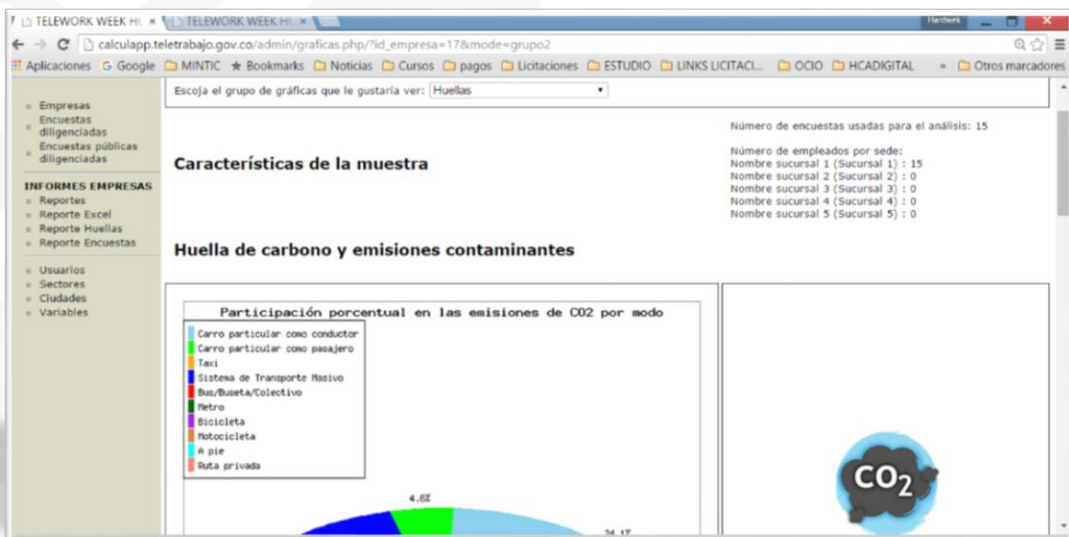 TELEWORK WEEK HU × TELEWORK WEEK HU ×
Hardwerk
calculapp.teletrabajo.gov.co/admin/graficas.php/?id_empresa=17&mode=grupo2
Aplicaciones Google MINTIC Bookmarks Noticias Cursos pagos Licitaciones ESTUDIO LINKS LICITACI... OCIO HCADIGITAL » Otros marcadores
Escoja el grupo de gráficas que le gustaría ver: Huellas
Empresas
Encuestas
diligenciadas
Encuestas públicas
diligenciadas
INFORMES EMPRESAS
Reportes
Reporte Excel
Reporte Huellas
Reporte Encuestas
Usuarios
Sectores
Ciudades
Variables
Número de encuestas usadas para el análisis: 15
Número de empleados por sede:
Nombre sucursal 1 (Sucursal 1) : 15
Nombre sucursal 2 (Sucursal 2) : 0
Nombre sucursal 3 (Sucursal 3) : 0
Nombre sucursal 4 (Sucursal 4) : 0
Nombre sucursal 5 (Sucursal 5) : 0
Características de la muestra
Huella de carbono y emisiones contaminantes
Participación porcentual en las emisiones de CO2 por modo
Carro particular como conductor
Carro particular como pasajero
Taxi
Sistema de Transporte Masivo
Bus/Buseta/Colectivo
Metro
Bicicleta
Motocicleta
A pie
Ruta privada
CO2